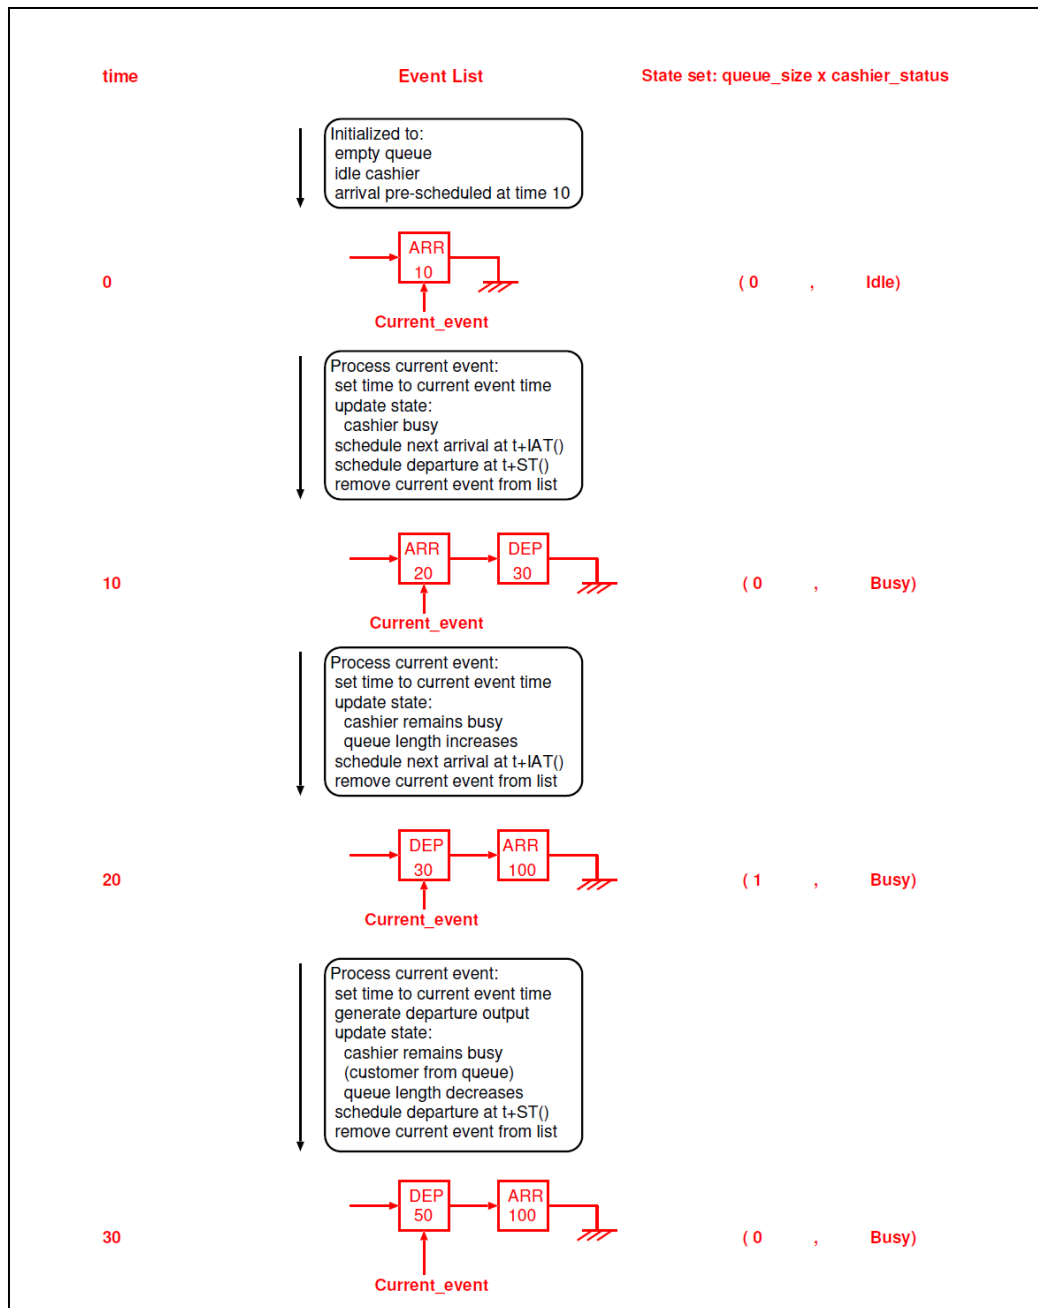 time Event List State set: queue_size x cashier_status
Initialized to:
empty queue
idle cashier
arrival pre-scheduled at time 10
ARR
10
0 ( 0 , Idle)
Current_event
Process current event:
set time to current event time
update state:
cashier busy
schedule next arrival at t+IAT()
schedule departure at t+ST()
remove current event from list
ARR DEP
20 30
10 ( 0 , Busy)
Current_event
Process current event:
set time to current event time
update state:
cashier remains busy
queue length increases
schedule next arrival at t+IAT()
remove current event from list
DEP ARR
30 100
20 ( 1 , Busy)
Current_event
Process current event:
set time to current event time
generate departure output
update state:
cashier remains busy
(customer from queue)
queue length decreases
schedule departure at t+ST()
remove current event from list
DEP ARR
50 100
30 ( 0 , Busy)
Current_event